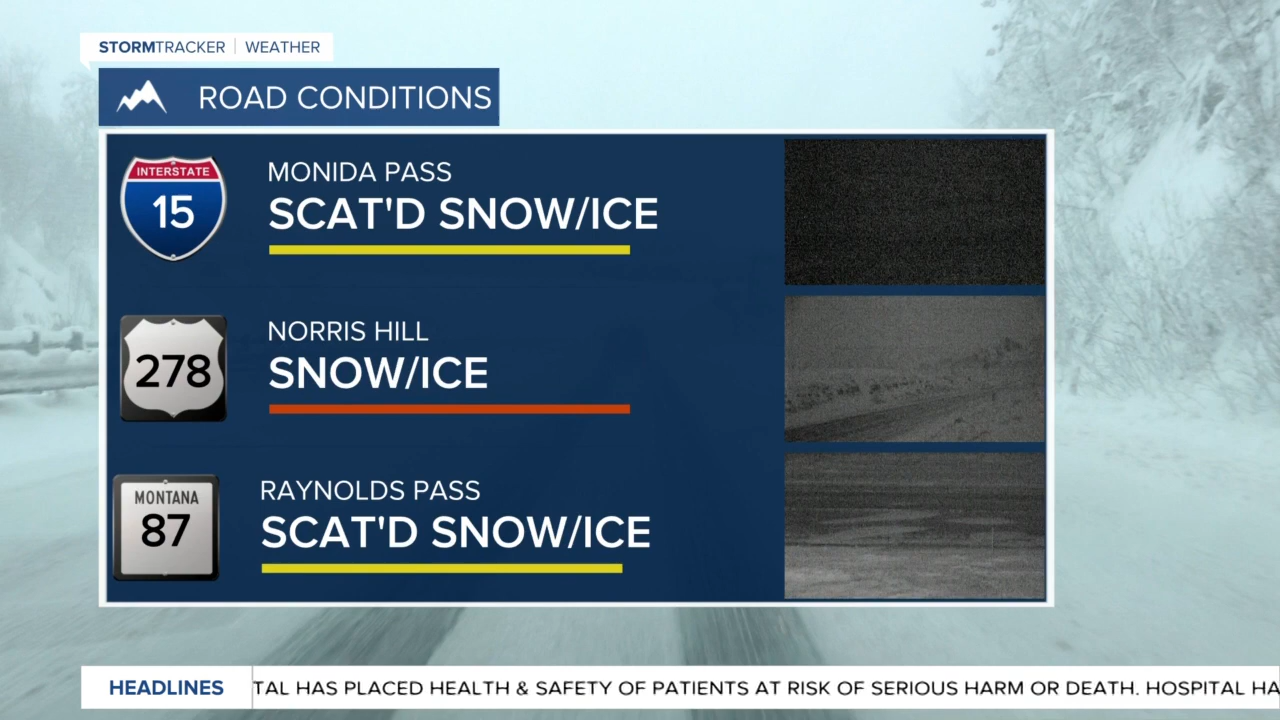 STORMTRACKER | WEATHER
ROAD CONDITIONS
INTERSTATE
15
MONIDA PASS
SCAT'D SNOW/ICE
278
NORRIS HILL
SNOW/ICE
MONTANA
87
RAYNOLDS PASS
SCAT'D SNOW/ICE
HEADLINES
TAL HAS PLACED HEALTH & SAFETY OF PATIENTS AT RISK OF SERIOUS HARM OR DEATH. HOSPITAL HA